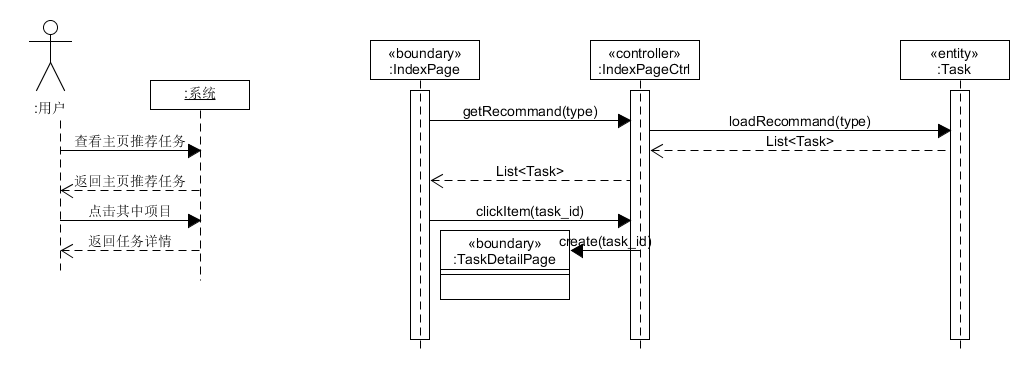 :用户
:系统
查看主页推荐任务
返回主页推荐任务
点击其中项目
返回任务详情
«boundary»
:IndexPage
«controller»
:IndexPageCtrl
«entity»
:Task
getRecommand(type)
loadRecommand(type)
List<Task>
List<Task>
clickItem(task_id)
create(task_id)
«boundary»
:TaskDetailPage